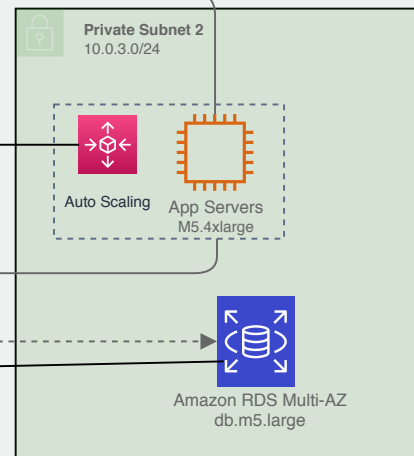 Private Subnet 2
10.0.3.0/24
Auto Scaling
App Servers
M5.4xlarge
Amazon RDS Multi-AZ
db.m5.large